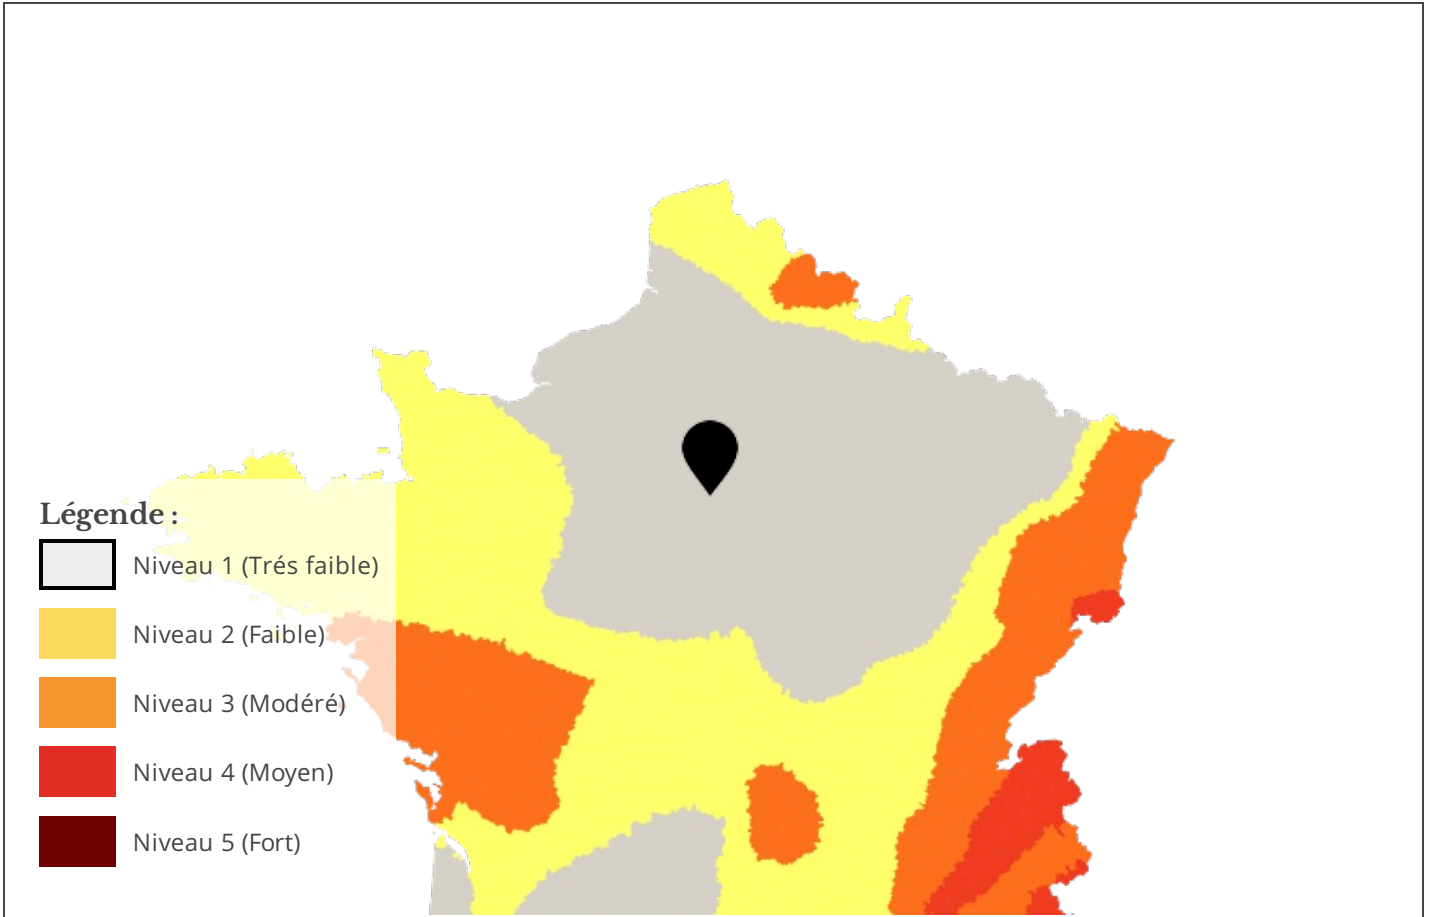 Légende :
Niveau 1 (Trés faible)
Niveau 2 (Faible)
Niveau 3 (Modéré)
Niveau 4 (Moyen)
Niveau 5 (Fort)